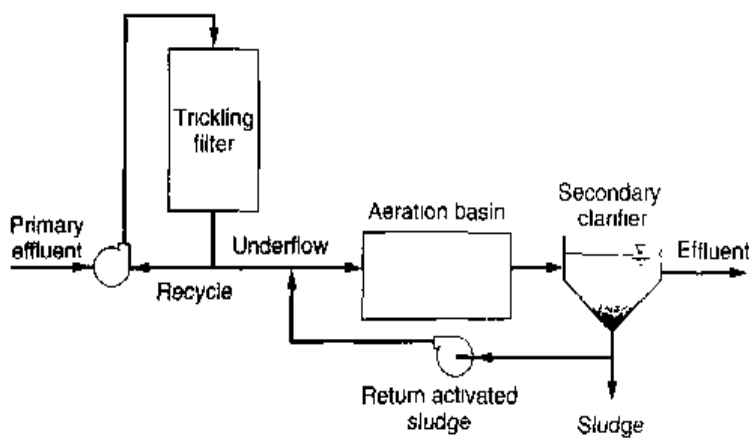 Trickling
filter
Primary
effluent
Underflow
Recycle
Aeration basin
Secondary
clarifier
Effluent
Return activated
sludge
Sludge